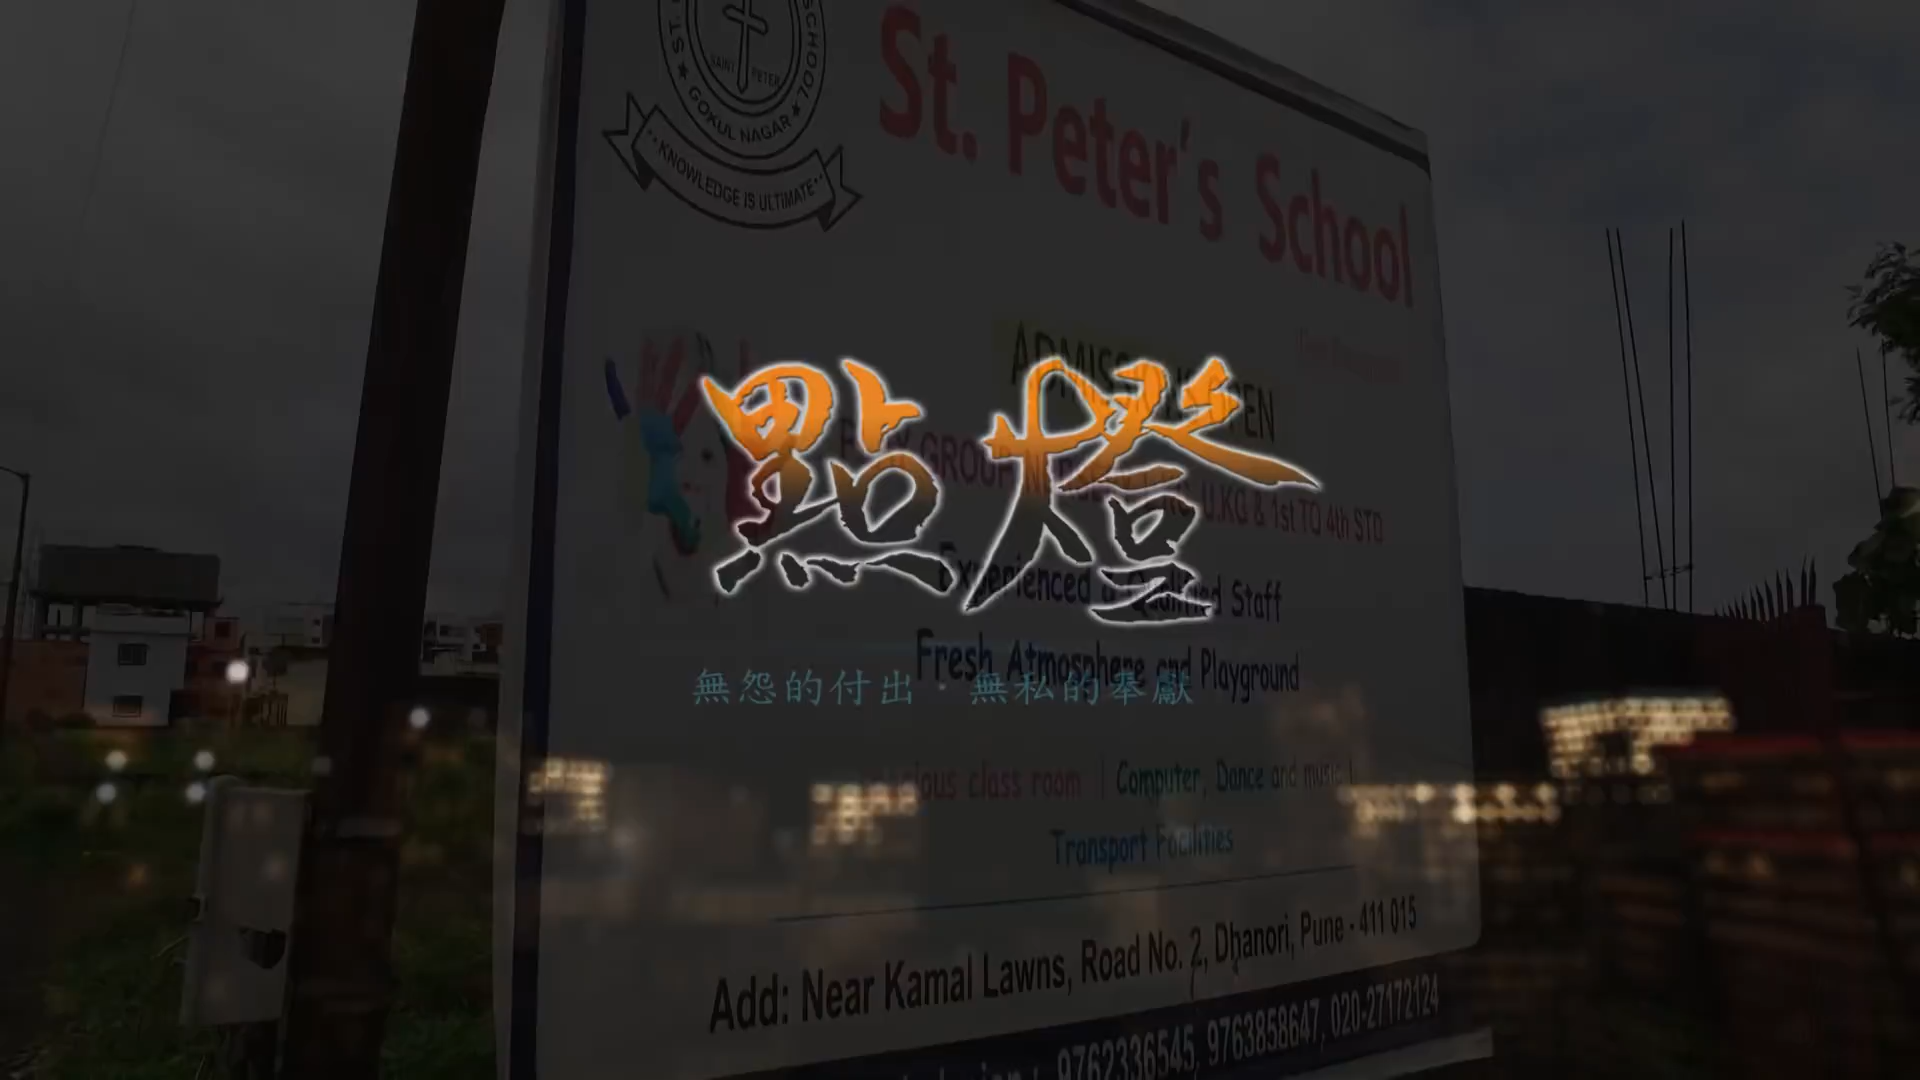 SAINT PETER
GOKUL NAGAR
KNOWLEDGE IS ULTIMATE
St. Peter's School
點燈
GROUP
U.KG & 1st TO 4th STD
Experienced & Qualified Staff
Fresh Atmosphere and Playground
無怨的付出．無私的奉獻
class room | Computer, Dance and music |
Transport Facilities
Add: Near Kamal Lawns, Road No. 2, Dhanori, Pune - 411 015
9762336545, 9763858647, 020-27172124